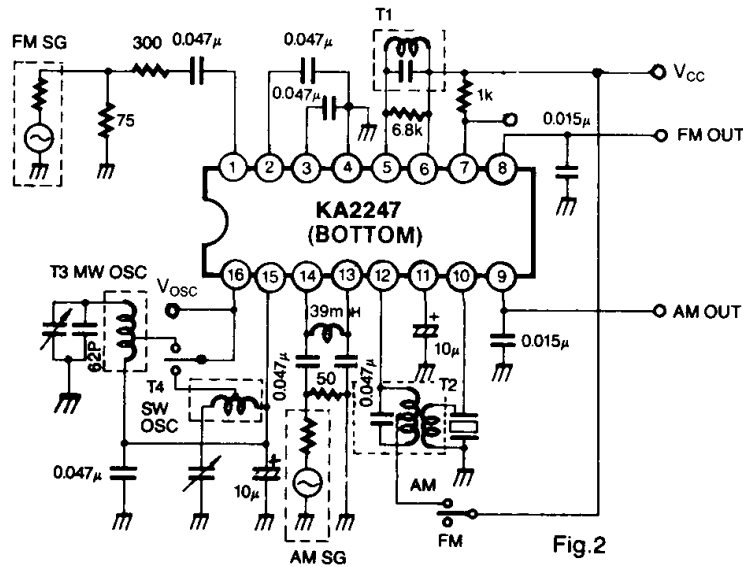 T1
FM SG
300
0.047μ
0.047μ
0.047μ
75
6.8k
1k
VCC
0.015μ
FM OUT
1
2
3
4
5
6
7
8
KA2247
(BOTTOM)
16
15
14
13
12
11
10
9
T3 MW OSC
VOSC
62P
T4
SW
OSC
39mH
0.047μ
50
0.047μ
10μ
T2
AM OUT
0.015μ
0.047μ
10μ
AM SG
AM
FM
Fig.2